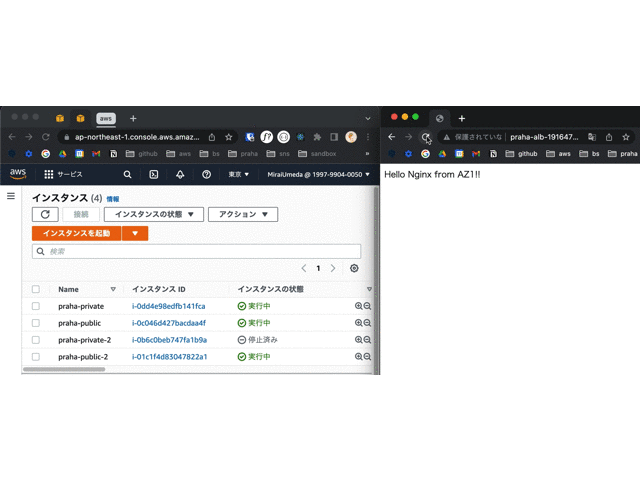 aws
ap-northeast-1.console.aws.amaz...
github aws bs praha sns sandbox »
aws サービス 東京 ▼ MiraiUmeda @ 1997-9904-0050 ▼
インスタンス (4) 情報
接続 インスタンスの状態 ▼ アクション ▼
インスタンスを起動 ▼
検索
1
Name インスタンス ID インスタンスの状態
praha-private i-0dd4e98edfb141fca 実行中
praha-public i-0c046d427bacdaa4f 実行中
praha-private-2 i-0b6c0beb747fa1b9a 停止済み
praha-public-2 i-01c1f4d83047822a1 実行中
保護されていな praha-alb-191647...
github aws bs praha »
Hello Nginx from AZ1!!